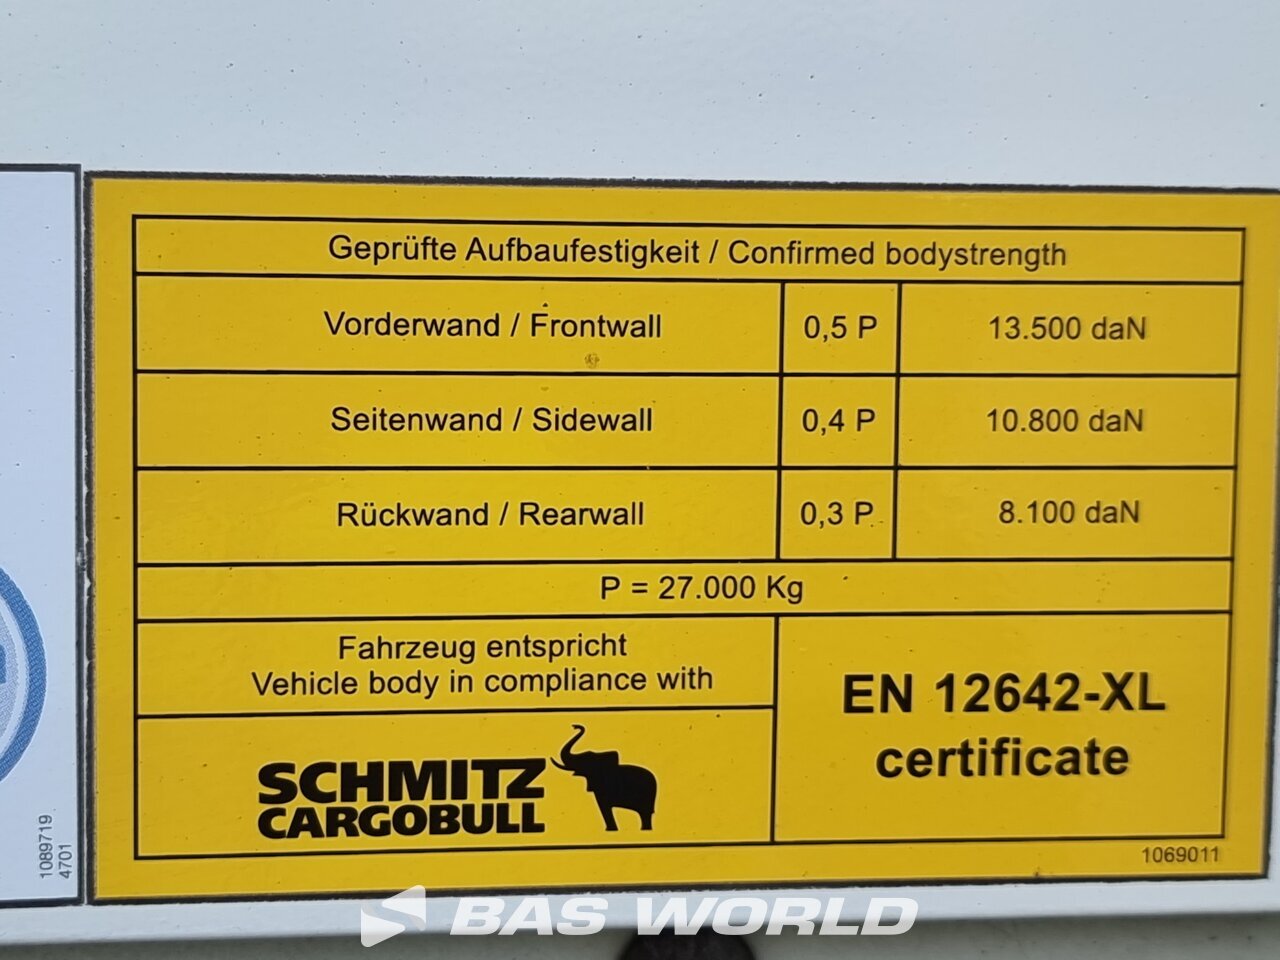 Geprüfte Aufbaufestigkeit / Confirmed bodystrength
Vorderwand / Frontwall 0,5 P 13.500 daN
Seitenwand / Sidewall 0,4 P 10.800 daN
Rückwand / Rearwall 0,3 P 8.100 daN
P = 27.000 Kg
Fahrzeug entspricht
Vehicle body in compliance with
EN 12642-XL
certificate
SCHMITZ
CARGOBULL
1069011
1089719
4701
BAS WORLD